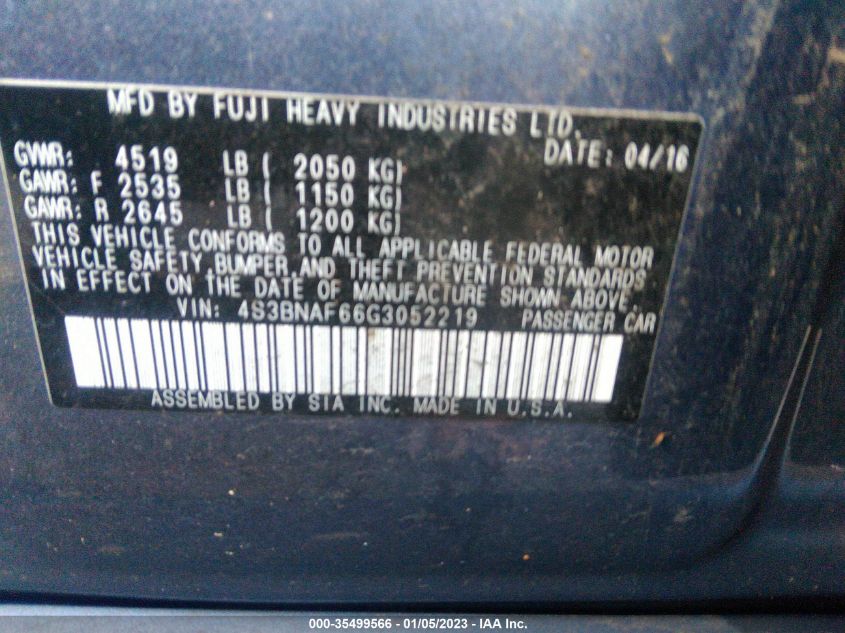 MFD BY FUJI HEAVY INDUSTRIES LTD.
DATE: 04/16
GVWR: 4519 LB ( 2050 KG)
GAWR: F 2535 LB ( 1150 KG)
GAWR: R 2645 LB ( 1200 KG)
THIS VEHICLE CONFORMS TO ALL APPLICABLE FEDERAL MOTOR
VEHICLE SAFETY, BUMPER, AND THEFT PREVENTION STANDARDS
IN EFFECT ON THE DATE OF MANUFACTURE SHOWN ABOVE.
VIN: 4S3BNAF66G3052219 PASSENGER CAR
ASSEMBLED BY SIA INC. MADE IN U.S.A.
000-35499566 - 01/05/2023 - IAA Inc.